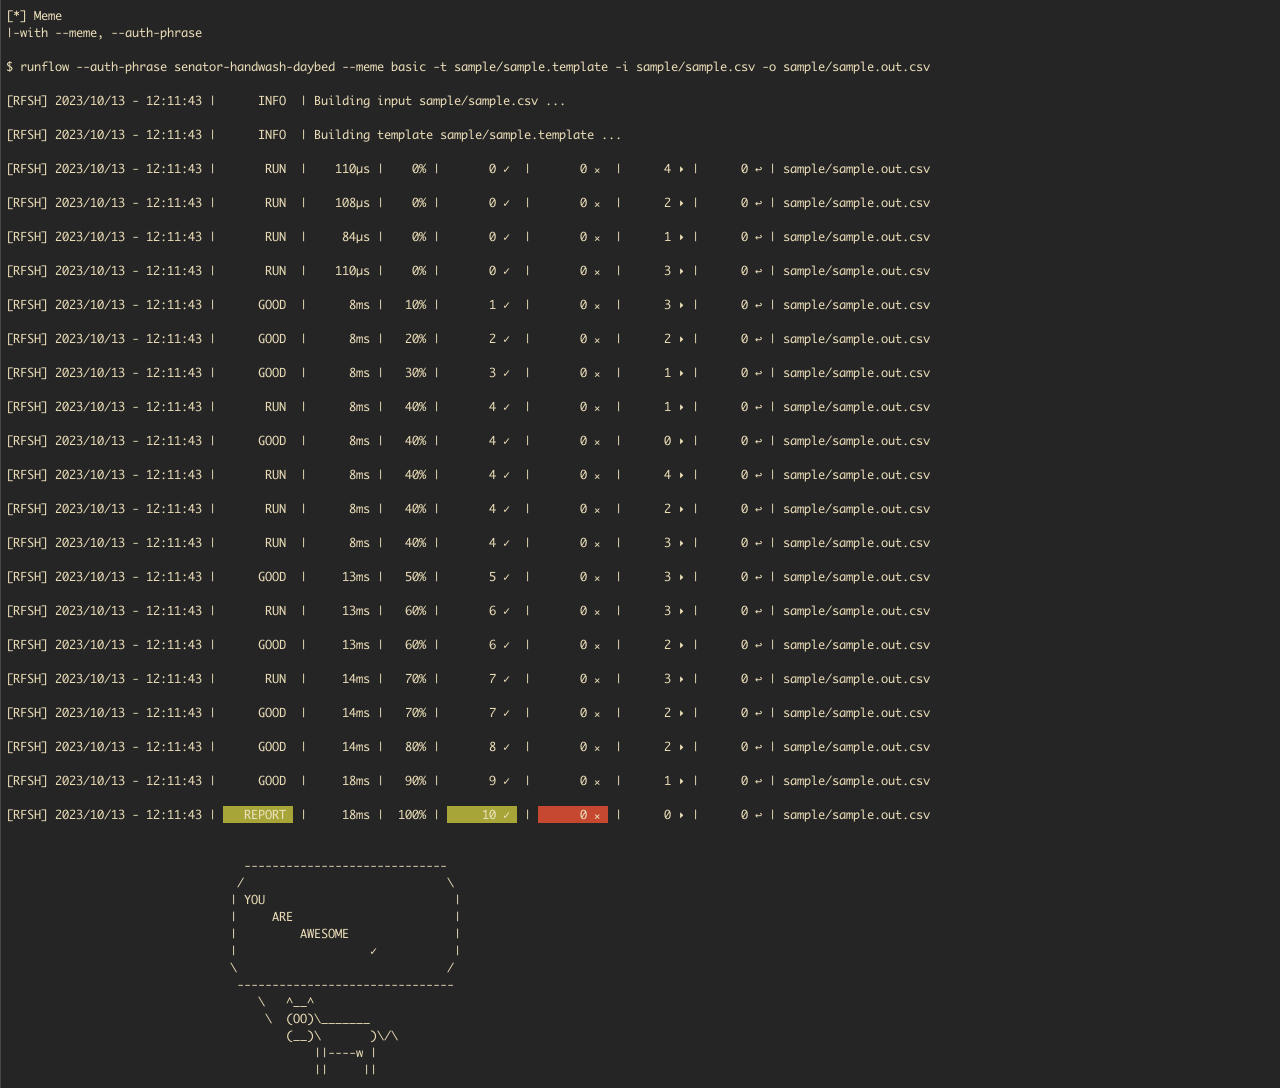 [*] Meme
|-with --meme, --auth-phrase
$ runflow --auth-phrase senator-handwash-daybed --meme basic -t sample/sample.template -i sample/sample.csv -o sample/sample.out.csv
[RFSH] 2023/10/13 - 12:11:43 |      INFO  | Building input sample/sample.csv ...
[RFSH] 2023/10/13 - 12:11:43 |      INFO  | Building template sample/sample.template ...
[RFSH] 2023/10/13 - 12:11:43 |       RUN  |    110µs |    0% |       0 ✓  |       0 ×  |      4 ‣ |      0 ↩ | sample/sample.out.csv
[RFSH] 2023/10/13 - 12:11:43 |       RUN  |    108µs |    0% |       0 ✓  |       0 ×  |      2 ‣ |      0 ↩ | sample/sample.out.csv
[RFSH] 2023/10/13 - 12:11:43 |       RUN  |     84µs |    0% |       0 ✓  |       0 ×  |      1 ‣ |      0 ↩ | sample/sample.out.csv
[RFSH] 2023/10/13 - 12:11:43 |       RUN  |    110µs |    0% |       0 ✓  |       0 ×  |      3 ‣ |      0 ↩ | sample/sample.out.csv
[RFSH] 2023/10/13 - 12:11:43 |      GOOD  |      8ms |   10% |       1 ✓  |       0 ×  |      3 ‣ |      0 ↩ | sample/sample.out.csv
[RFSH] 2023/10/13 - 12:11:43 |      GOOD  |      8ms |   20% |       2 ✓  |       0 ×  |      2 ‣ |      0 ↩ | sample/sample.out.csv
[RFSH] 2023/10/13 - 12:11:43 |      GOOD  |      8ms |   30% |       3 ✓  |       0 ×  |      1 ‣ |      0 ↩ | sample/sample.out.csv
[RFSH] 2023/10/13 - 12:11:43 |       RUN  |      8ms |   40% |       4 ✓  |       0 ×  |      1 ‣ |      0 ↩ | sample/sample.out.csv
[RFSH] 2023/10/13 - 12:11:43 |      GOOD  |      8ms |   40% |       4 ✓  |       0 ×  |      0 ‣ |      0 ↩ | sample/sample.out.csv
[RFSH] 2023/10/13 - 12:11:43 |       RUN  |      8ms |   40% |       4 ✓  |       0 ×  |      4 ‣ |      0 ↩ | sample/sample.out.csv
[RFSH] 2023/10/13 - 12:11:43 |       RUN  |      8ms |   40% |       4 ✓  |       0 ×  |      2 ‣ |      0 ↩ | sample/sample.out.csv
[RFSH] 2023/10/13 - 12:11:43 |       RUN  |      8ms |   40% |       4 ✓  |       0 ×  |      3 ‣ |      0 ↩ | sample/sample.out.csv
[RFSH] 2023/10/13 - 12:11:43 |      GOOD  |     13ms |   50% |       5 ✓  |       0 ×  |      3 ‣ |      0 ↩ | sample/sample.out.csv
[RFSH] 2023/10/13 - 12:11:43 |       RUN  |     13ms |   60% |       6 ✓  |       0 ×  |      3 ‣ |      0 ↩ | sample/sample.out.csv
[RFSH] 2023/10/13 - 12:11:43 |      GOOD  |     13ms |   60% |       6 ✓  |       0 ×  |      2 ‣ |      0 ↩ | sample/sample.out.csv
[RFSH] 2023/10/13 - 12:11:43 |       RUN  |     14ms |   70% |       7 ✓  |       0 ×  |      3 ‣ |      0 ↩ | sample/sample.out.csv
[RFSH] 2023/10/13 - 12:11:43 |      GOOD  |     14ms |   70% |       7 ✓  |       0 ×  |      2 ‣ |      0 ↩ | sample/sample.out.csv
[RFSH] 2023/10/13 - 12:11:43 |      GOOD  |     14ms |   80% |       8 ✓  |       0 ×  |      2 ‣ |      0 ↩ | sample/sample.out.csv
[RFSH] 2023/10/13 - 12:11:43 |      GOOD  |     18ms |   90% |       9 ✓  |       0 ×  |      1 ‣ |      0 ↩ | sample/sample.out.csv
[RFSH] 2023/10/13 - 12:11:43 |    REPORT  |     18ms |  100% |      10 ✓  |       0 ×  |      0 ‣ |      0 ↩ | sample/sample.out.csv
YOU
ARE
AWESOME
✓